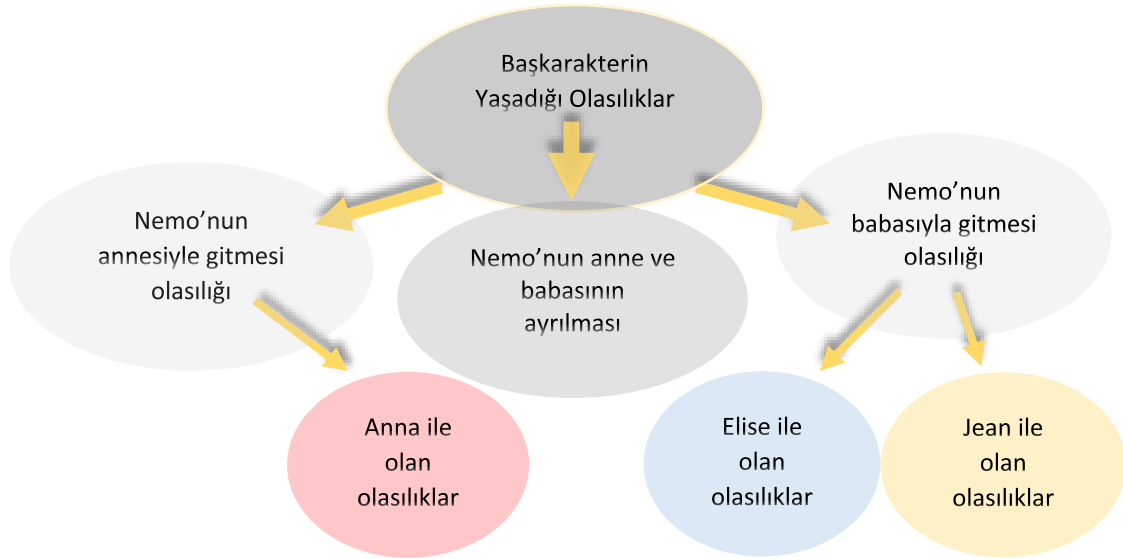 Başkarakterin
Yaşadığı Olasılıklar
Nemo’nun
annesiyle gitmesi
olasılığı
Nemo’nun anne ve
babasının
ayrılması
Nemo’nun
babasıyla gitmesi
olasılığı
Anna ile
olan
olasılıklar
Elise ile
olan
olasılıklar
Jean ile
olan
olasılıklar